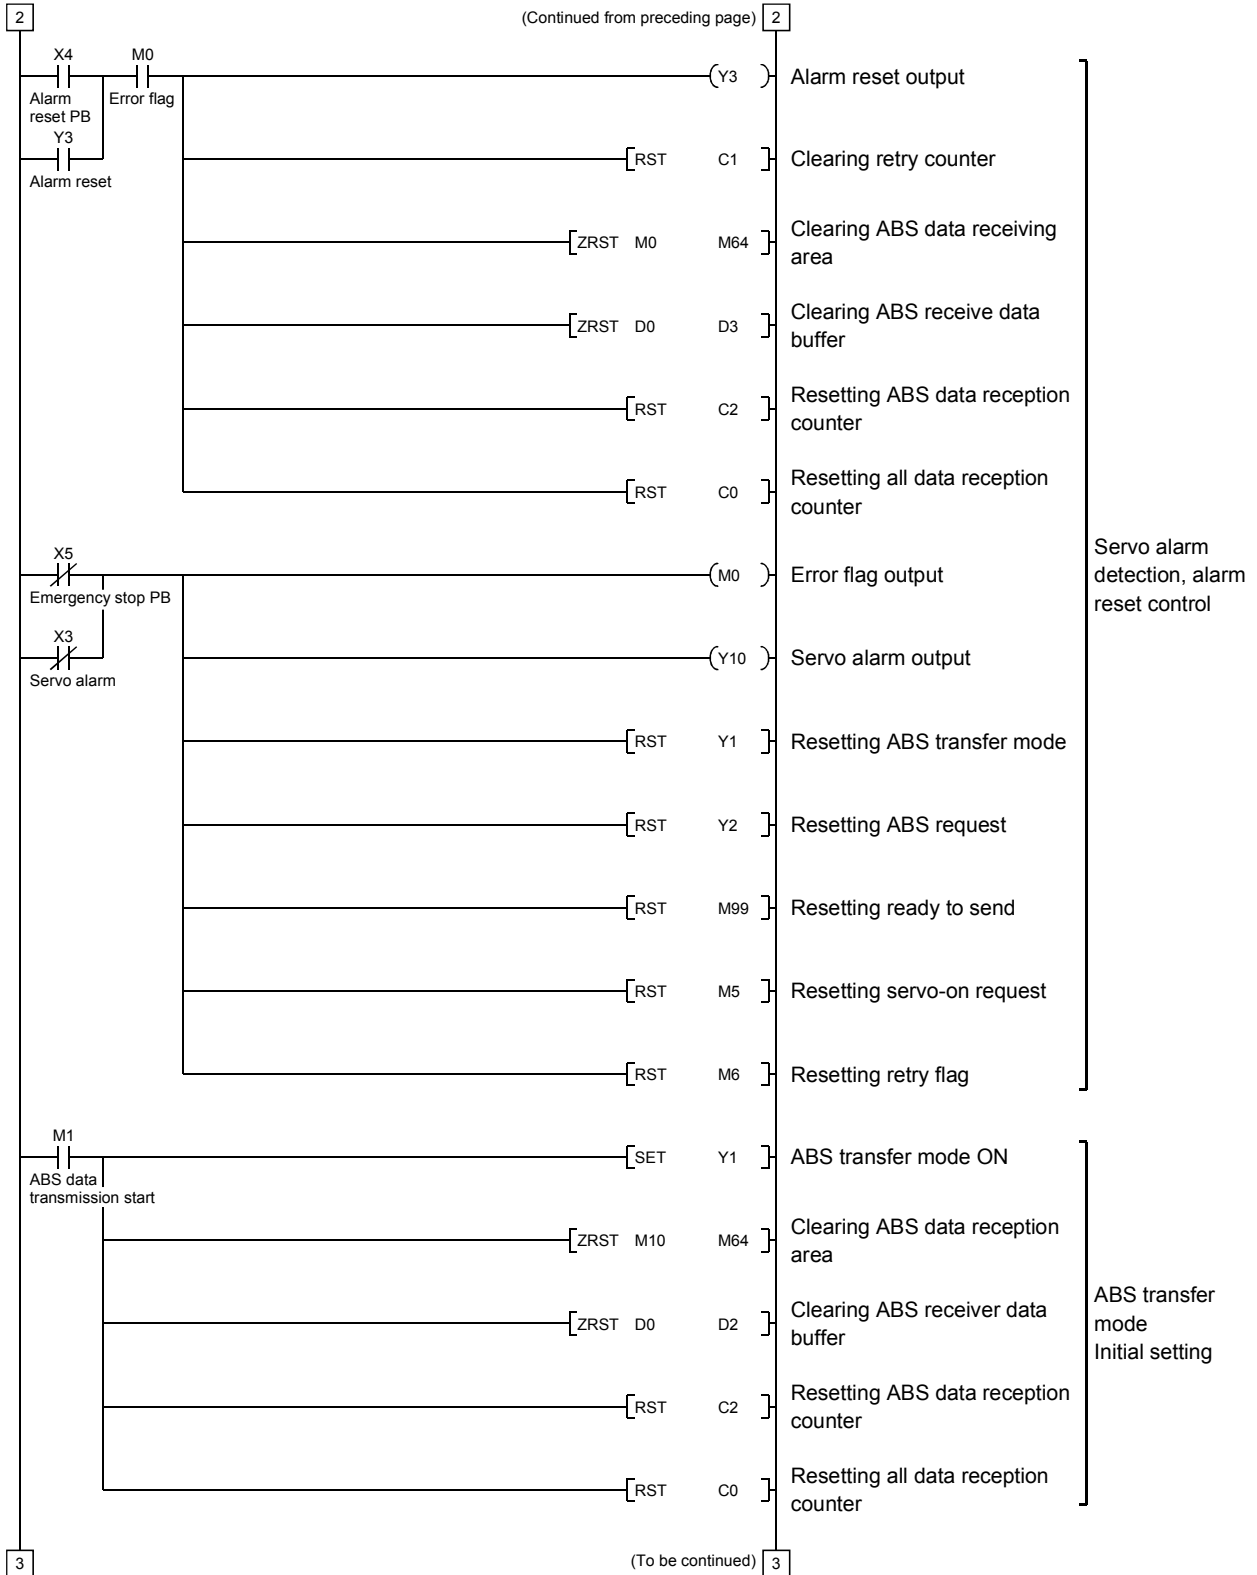 2 (Continued from preceding page) 2
X4 M0
Y3 Alarm reset output
Alarm reset PB
Error flag
Y3
Alarm reset
RST C1 Clearing retry counter
ZRST M0 M64 Clearing ABS data receiving
area
ZRST D0 D3 Clearing ABS receive data
buffer
RST C2 Resetting ABS data reception
counter
RST C0 Resetting all data reception
counter
X5
Emergency stop PB
M0 Error flag output
X3
Servo alarm
Y10 Servo alarm output
RST Y1 Resetting ABS transfer mode
RST Y2 Resetting ABS request
RST M99 Resetting ready to send
RST M5 Resetting servo-on request
RST M6 Resetting retry flag
Servo alarm
detection, alarm
reset control
M1
ABS data
transmission start
SET Y1 ABS transfer mode ON
ZRST M10 M64 Clearing ABS data reception
area
ZRST D0 D2 Clearing ABS receiver data
buffer
RST C2 Resetting ABS data reception
counter
RST C0 Resetting all data reception
counter
ABS transfer
mode
Initial setting
3 (To be continued) 3